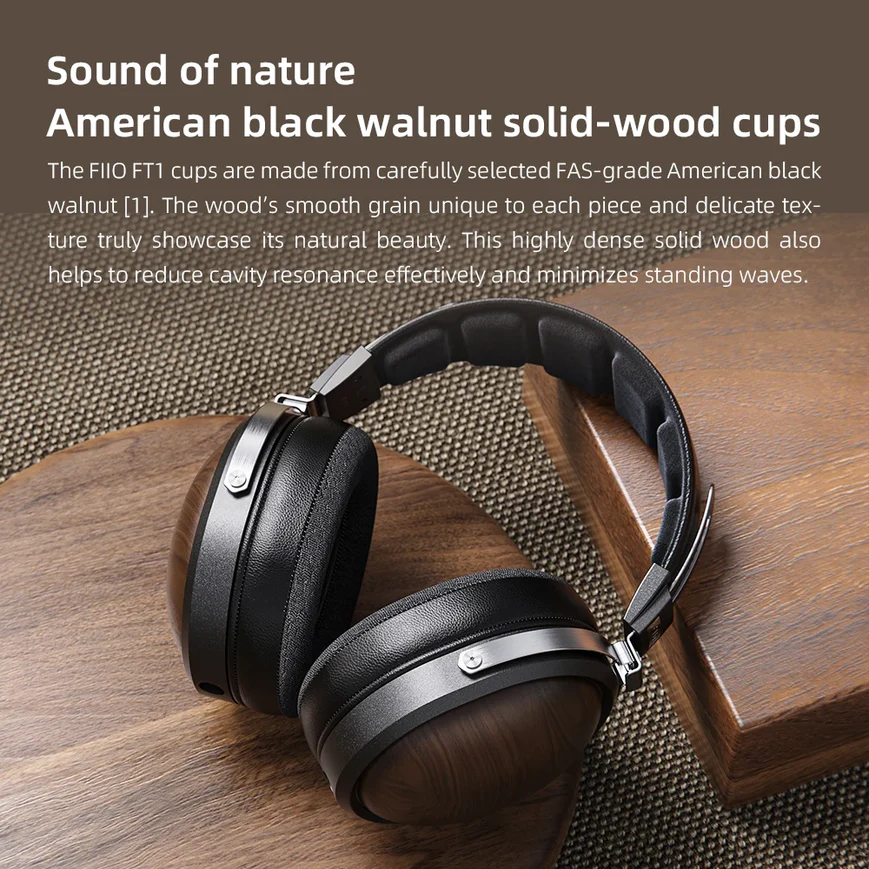 Sound of nature
American black walnut solid-wood cups
The FIIO FT1 cups are made from carefully selected FAS-grade American black
walnut [1]. The wood's smooth grain unique to each piece and delicate tex-
ture truly showcase its natural beauty. This highly dense solid wood also
helps to reduce cavity resonance effectively and minimizes standing waves.